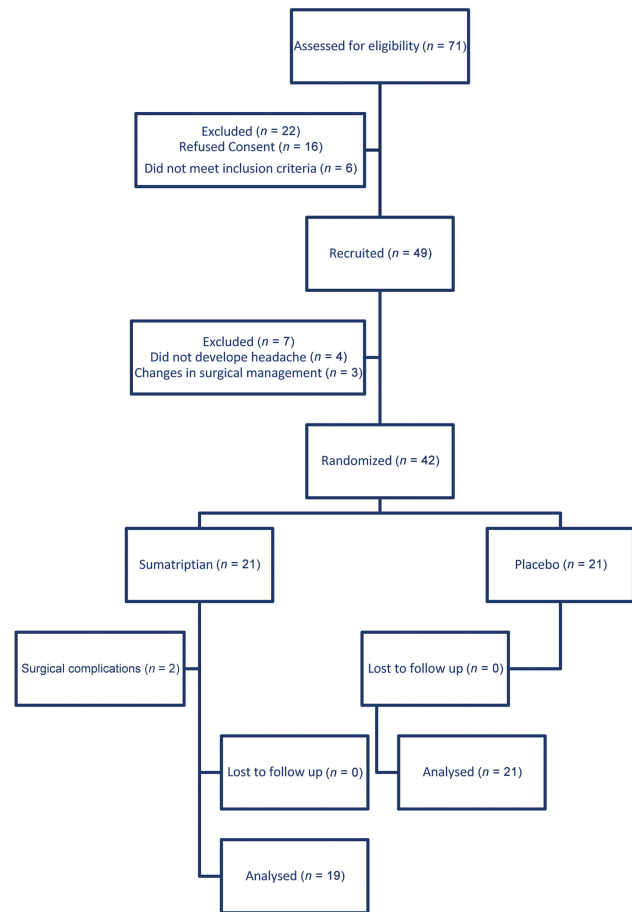 Assessed for eligibility (n = 71)
Excluded (n = 22)
Refused Consent (n = 16)
Did not meet inclusion criteria (n = 6)
Recruited (n = 49)
Excluded (n = 7)
Did not develope headache (n = 4)
Changes in surgical management (n = 3)
Randomized (n = 42)
Sumatriptian (n = 21)
Placebo (n = 21)
Surgical complications (n = 2)
Lost to follow up (n = 0)
Lost to follow up (n = 0)
Analysed (n = 21)
Analysed (n = 19)